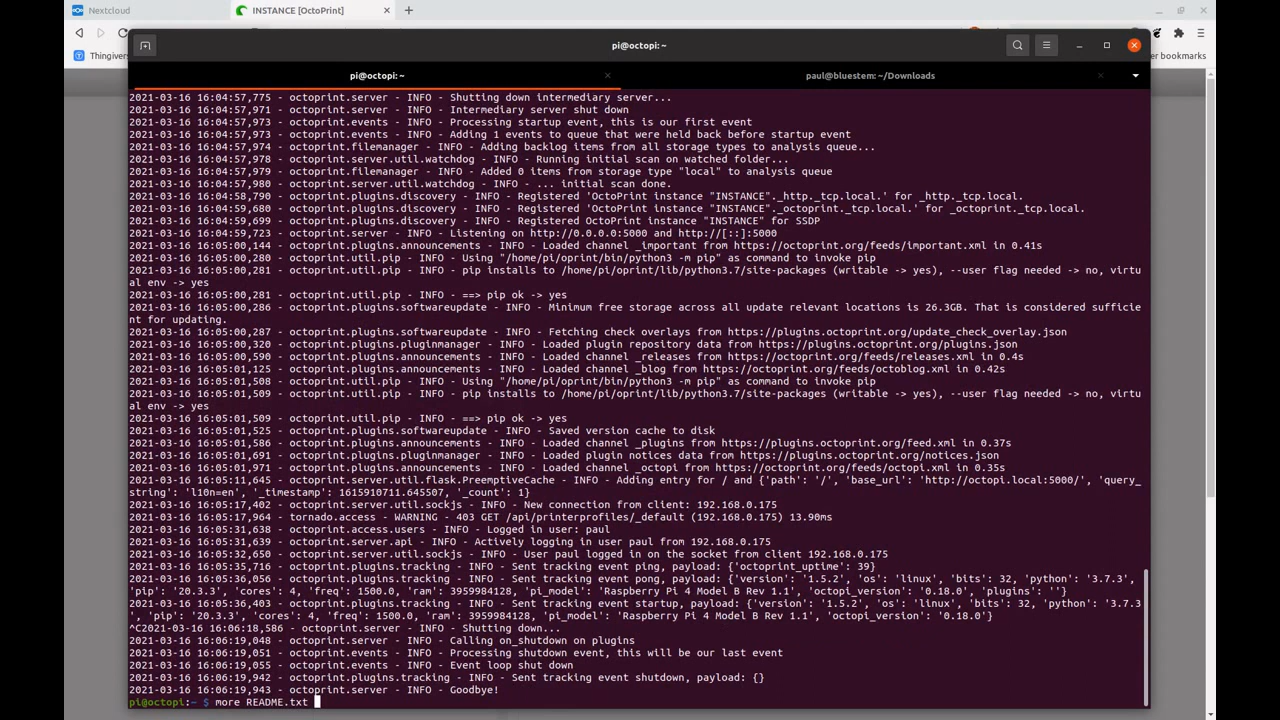 Nextcloud
INSTANCE [OctoPrint]
pi@octopi: ~
Thingivers
er bookmarks
pi@octopi: ~
paul@bluestem: ~/Downloads
2021-03-16 16:04:57,775 - octoprint.server - INFO - Shutting down intermediary server...
2021-03-16 16:04:57,971 - octoprint.server - INFO - Intermediary server shut down
2021-03-16 16:04:57,973 - octoprint.events - INFO - Processing startup event, this is our first event
2021-03-16 16:04:57,973 - octoprint.events - INFO - Adding 1 events to queue that were held back before startup event
2021-03-16 16:04:57,974 - octoprint.filemanager - INFO - Adding backlog items from all storage types to analysis queue...
2021-03-16 16:04:57,978 - octoprint.server.util.watchdog - INFO - Running initial scan on watched folder...
2021-03-16 16:04:57,979 - octoprint.filemanager - INFO - Added 0 items from storage type "local" to analysis queue
2021-03-16 16:04:57,980 - octoprint.server.util.watchdog - INFO - ... initial scan done.
2021-03-16 16:04:58,790 - octoprint.plugins.discovery - INFO - Registered 'OctoPrint instance "INSTANCE"._http._tcp.local.' for _http._tcp.local.
2021-03-16 16:04:59,680 - octoprint.plugins.discovery - INFO - Registered 'OctoPrint instance "INSTANCE"._octoprint._tcp.local.' for _octoprint._tcp.local.
2021-03-16 16:04:59,699 - octoprint.plugins.discovery - INFO - Registered OctoPrint instance "INSTANCE" for SSDP
2021-03-16 16:04:59,723 - octoprint.server - INFO - Listening on http://0.0.0.0:5000 and http://[::]:5000
2021-03-16 16:05:00,144 - octoprint.plugins.announcements - INFO - Loaded channel _important from https://octoprint.org/feeds/important.xml in 0.41s
2021-03-16 16:05:00,280 - octoprint.util.pip - INFO - Using "/home/pi/oprint/bin/python3 -m pip" as command to invoke pip
2021-03-16 16:05:00,281 - octoprint.util.pip - INFO - pip installs to /home/pi/oprint/lib/python3.7/site-packages (writable -> yes), --user flag needed -> no, virtu
al env -> yes
2021-03-16 16:05:00,281 - octoprint.util.pip - INFO - ==> pip ok -> yes
2021-03-16 16:05:00,286 - octoprint.plugins.softwareupdate - INFO - Minimum free storage across all update relevant locations is 26.3GB. That is considered sufficie
nt for updating.
2021-03-16 16:05:00,287 - octoprint.plugins.softwareupdate - INFO - Fetching check overlays from https://plugins.octoprint.org/update_check_overlay.json
2021-03-16 16:05:00,320 - octoprint.plugins.pluginmanager - INFO - Loaded plugin repository data from https://plugins.octoprint.org/plugins.json
2021-03-16 16:05:00,590 - octoprint.plugins.announcements - INFO - Loaded channel _releases from https://octoprint.org/feeds/releases.xml in 0.4s
2021-03-16 16:05:01,125 - octoprint.plugins.announcements - INFO - Loaded channel _blog from https://octoprint.org/feeds/octoblog.xml in 0.42s
2021-03-16 16:05:01,508 - octoprint.util.pip - INFO - Using "/home/pi/oprint/bin/python3 -m pip" as command to invoke pip
2021-03-16 16:05:01,509 - octoprint.util.pip - INFO - pip installs to /home/pi/oprint/lib/python3.7/site-packages (writable -> yes), --user flag needed -> no, virtu
al env -> yes
2021-03-16 16:05:01,509 - octoprint.util.pip - INFO - ==> pip ok -> yes
2021-03-16 16:05:01,525 - octoprint.plugins.softwareupdate - INFO - Saved version cache to disk
2021-03-16 16:05:01,586 - octoprint.plugins.announcements - INFO - Loaded channel _plugins from https://plugins.octoprint.org/feed.xml in 0.37s
2021-03-16 16:05:01,691 - octoprint.plugins.pluginmanager - INFO - Loaded plugin notices data from https://plugins.octoprint.org/notices.json
2021-03-16 16:05:01,971 - octoprint.plugins.announcements - INFO - Loaded channel _octopi from https://octoprint.org/feeds/octopi.xml in 0.35s
2021-03-16 16:05:11,645 - octoprint.server.util.flask.PreemptiveCache - INFO - Adding entry for / and {'path': '/', 'base_url': 'http://octopi.local:5000/', 'query_
string': 'l10n=en', '_timestamp': 1615910711.645507, '_count': 1}
2021-03-16 16:05:17,402 - octoprint.server.util.sockjs - INFO - New connection from client: 192.168.0.175
2021-03-16 16:05:17,964 - tornado.access - WARNING - 403 GET /api/printerprofiles/_default (192.168.0.175) 13.90ms
2021-03-16 16:05:31,638 - octoprint.access.users - INFO - Logged in user: paul
2021-03-16 16:05:31,639 - octoprint.server.api - INFO - Actively logging in user paul from 192.168.0.175
2021-03-16 16:05:32,650 - octoprint.server.util.sockjs - INFO - User paul logged in on the socket from client 192.168.0.175
2021-03-16 16:05:35,716 - octoprint.plugins.tracking - INFO - Sent tracking event ping, payload: {'octoprint_uptime': 39}
2021-03-16 16:05:36,056 - octoprint.plugins.tracking - INFO - Sent tracking event pong, payload: {'version': '1.5.2', 'os': 'linux', 'bits': 32, 'python': '3.7.3',
'pip': '20.3.3', 'cores': 4, 'freq': 1500.0, 'ram': 3959984128, 'pi_model': 'Raspberry Pi 4 Model B Rev 1.1', 'octopi_version': '0.18.0', 'plugins': ''}
2021-03-16 16:05:36,403 - octoprint.plugins.tracking - INFO - Sent tracking event startup, payload: {'version': '1.5.2', 'os': 'linux', 'bits': 32, 'python': '3.7.3
', 'pip': '20.3.3', 'cores': 4, 'freq': 1500.0, 'ram': 3959984128, 'pi_model': 'Raspberry Pi 4 Model B Rev 1.1', 'octopi_version': '0.18.0'}
^C2021-03-16 16:06:18,586 - octoprint.server - INFO - Shutting down...
2021-03-16 16:06:19,048 - octoprint.server - INFO - Calling on_shutdown on plugins
2021-03-16 16:06:19,051 - octoprint.events - INFO - Processing shutdown event, this will be our last event
2021-03-16 16:06:19,055 - octoprint.events - INFO - Event loop shut down
2021-03-16 16:06:19,942 - octoprint.plugins.tracking - INFO - Sent tracking event shutdown, payload: {}
2021-03-16 16:06:19,943 - octoprint.server - INFO - Goodbye!
pi@octopi:~ $ more README.txt